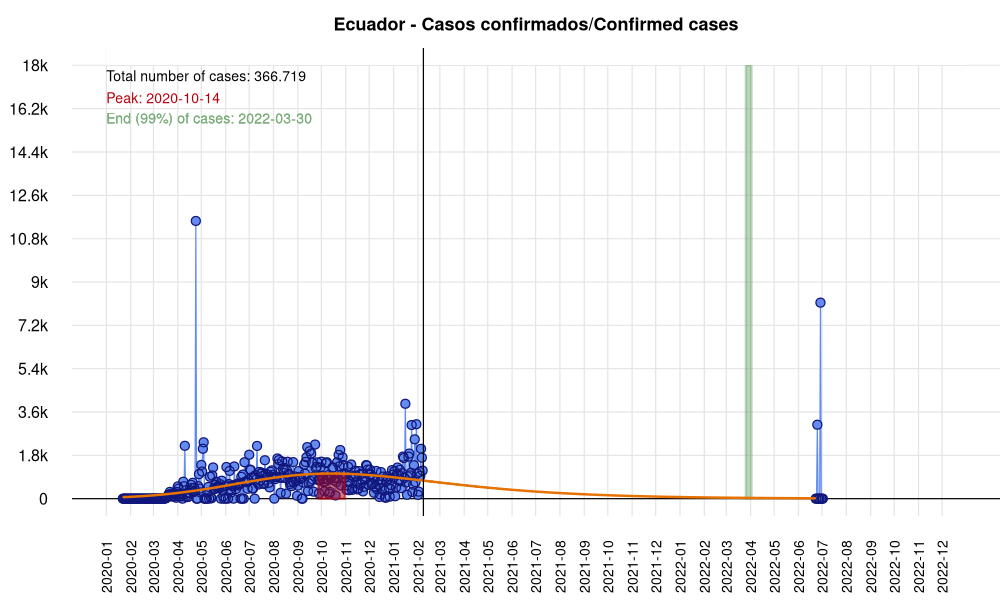 Ecuador - Casos confirmados/Confirmed cases
Total number of cases: 366.719
Peak: 2020-10-14
End (99%) of cases: 2022-03-30
18k
16.2k
14.4k
12.6k
10.8k
9k
7.2k
5.4k
3.6k
1.8k
0
2020-01
2020-02
2020-03
2020-04
2020-05
2020-06
2020-07
2020-08
2020-09
2020-10
2020-11
2020-12
2021-01
2021-02
2021-03
2021-04
2021-05
2021-06
2021-07
2021-08
2021-09
2021-10
2021-11
2021-12
2022-01
2022-02
2022-03
2022-04
2022-05
2022-06
2022-07
2022-08
2022-09
2022-10
2022-11
2022-12